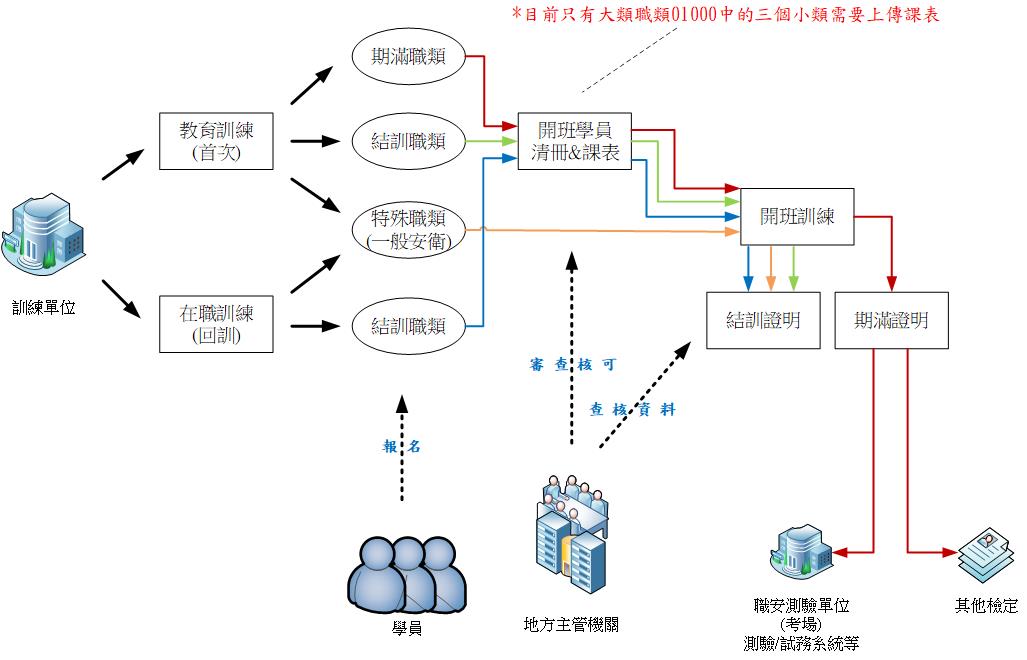 *目前只有大類職類01000中的三個小類需要上傳課表
期滿職類
教育訓練
(首次)
結訓職類
開班學員
清冊&課表
特殊職類
(一般安衛)
開班訓練
訓練單位
在職訓練
(回訓)
結訓職類
結訓證明
期滿證明
審查核可
查核資料
報名
學員
地方主管機關
職安測驗單位
(考場)
測驗/試務系統等
其他檢定